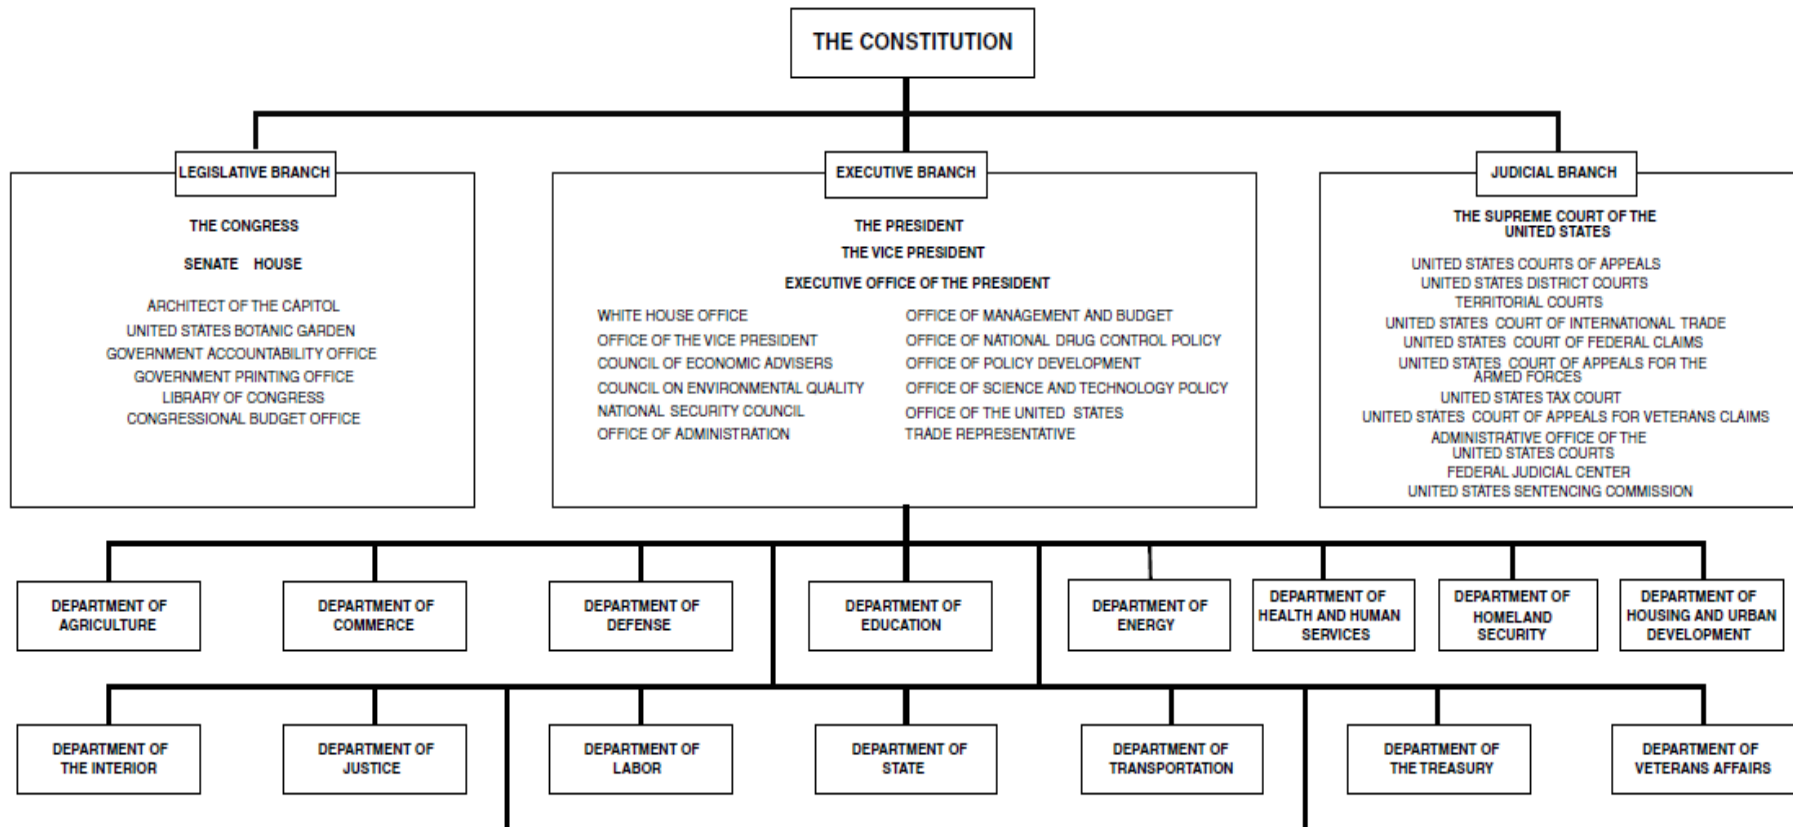 THE CONSTITUTION
LEGISLATIVE BRANCH
THE CONGRESS
SENATE HOUSE
ARCHITECT OF THE CAPITOL
UNITED STATES BOTANIC GARDEN
GOVERNMENT ACCOUNTABILITY OFFICE
GOVERNMENT PRINTING OFFICE
LIBRARY OF CONGRESS
CONGRESSIONAL BUDGET OFFICE
EXECUTIVE BRANCH
THE PRESIDENT
THE VICE PRESIDENT
EXECUTIVE OFFICE OF THE PRESIDENT
WHITE HOUSE OFFICE
OFFICE OF THE VICE PRESIDENT
COUNCIL OF ECONOMIC ADVISERS
COUNCIL ON ENVIRONMENTAL QUALITY
NATIONAL SECURITY COUNCIL
OFFICE OF ADMINISTRATION
OFFICE OF MANAGEMENT AND BUDGET
OFFICE OF NATIONAL DRUG CONTROL POLICY
OFFICE OF POLICY DEVELOPMENT
OFFICE OF SCIENCE AND TECHNOLOGY POLICY
OFFICE OF THE UNITED STATES
TRADE REPRESENTATIVE
JUDICIAL BRANCH
THE SUPREME COURT OF THE
UNITED STATES
UNITED STATES COURTS OF APPEALS
UNITED STATES DISTRICT COURTS
TERRITORIAL COURTS
UNITED STATES COURT OF INTERNATIONAL TRADE
UNITED STATES COURT OF FEDERAL CLAIMS
UNITED STATES COURT OF APPEALS FOR THE
ARMED FORCES
UNITED STATES TAX COURT
UNITED STATES COURT OF APPEALS FOR VETERANS CLAIMS
ADMINISTRATIVE OFFICE OF THE
UNITED STATES COURTS
FEDERAL JUDICIAL CENTER
UNITED STATES SENTENCING COMMISSION
DEPARTMENT OF
AGRICULTURE
DEPARTMENT OF
COMMERCE
DEPARTMENT OF
DEFENSE
DEPARTMENT OF
EDUCATION
DEPARTMENT OF
ENERGY
DEPARTMENT OF
HEALTH AND HUMAN
SERVICES
DEPARTMENT OF
HOMELAND
SECURITY
DEPARTMENT OF
HOUSING AND URBAN
DEVELOPMENT
DEPARTMENT OF
THE INTERIOR
DEPARTMENT OF
JUSTICE
DEPARTMENT OF
LABOR
DEPARTMENT OF
STATE
DEPARTMENT OF
TRANSPORTATION
DEPARTMENT OF
THE TREASURY
DEPARTMENT OF
VETERANS AFFAIRS